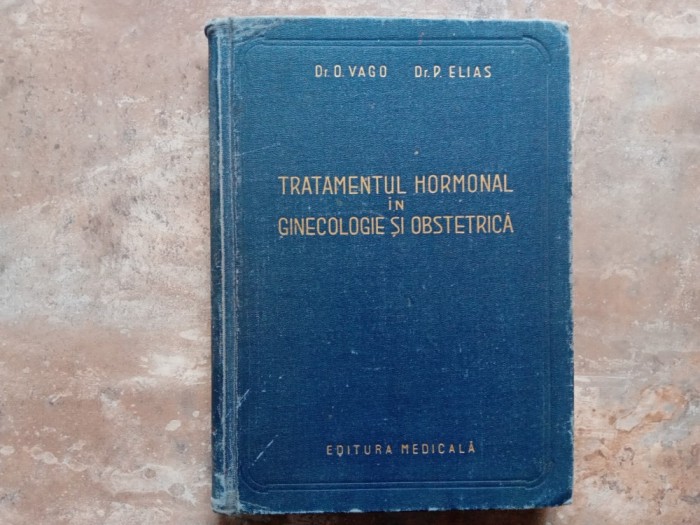 Dr. O. VAGO Dr. P. ELIAS
TRATAMENTUL HORMONAL
ÎN
GINECOLOGIE ȘI OBSTETRICĂ
EDITURA MEDICALĂ